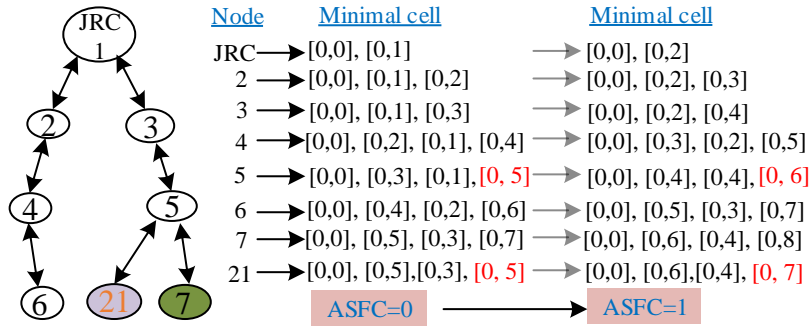 Node Minimal cell Minimal cell
JRC
1
JRC [0,0], [0,1] [0,0], [0,2]
2 [0,0], [0,1], [0,2] [0,0], [0,2], [0,3]
2 3
3 [0,0], [0,1], [0,3] [0,0], [0,2], [0,4]
4 [0,0], [0,2], [0,1], [0,4] [0,0], [0,3], [0,2], [0,5]
5 [0,0], [0,3], [0,1], [0, 5] [0,0], [0,4], [0,4], [0, 6]
4 5
6 [0,0], [0,4], [0,2], [0,6] [0,0], [0,5], [0,3], [0,7]
7 [0,0], [0,5], [0,3], [0,7] [0,0], [0,6], [0,4], [0,8]
21 [0,0], [0,5],[0,3], [0, 5] [0,0], [0,6],[0,4], [0, 7]
6 21 7
ASFC=0 ASFC=1